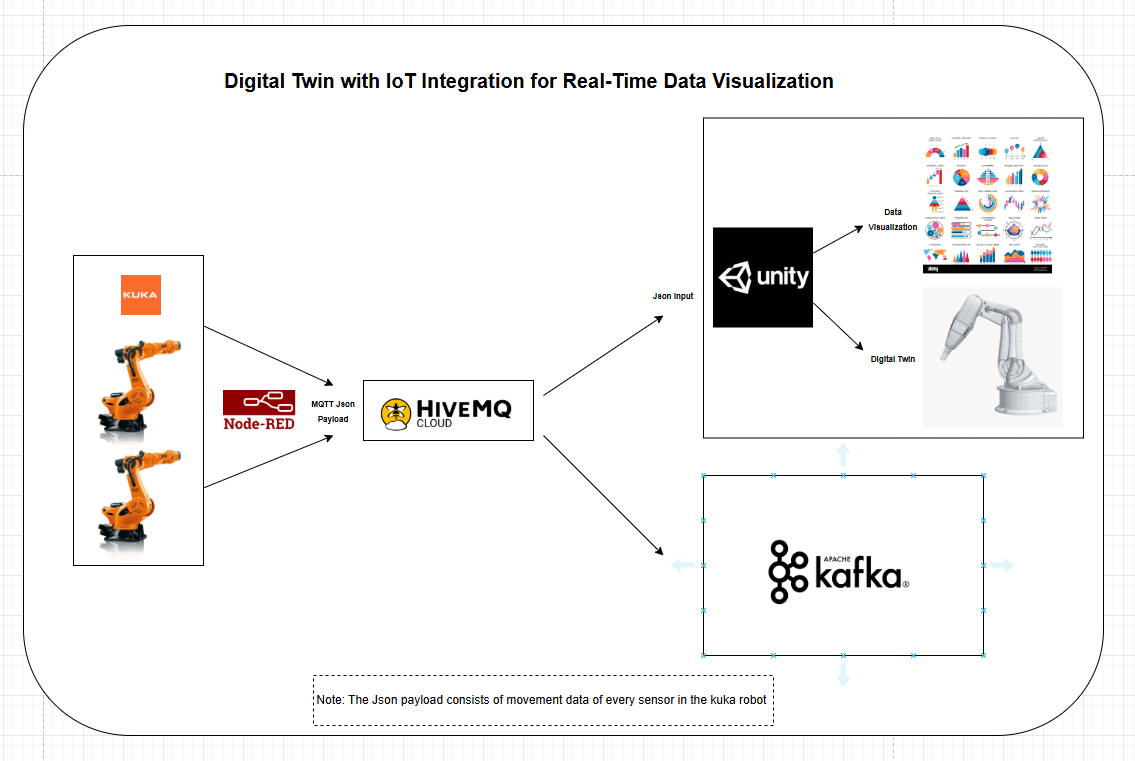 Digital Twin with IoT Integration for Real-Time Data Visualization
KUKA
Node-RED
MQTT Json
Payload
HIVEMQ
CLOUD
Json Input
unity
Data
Visualization
Digital Twin
APACHE
kafka®
Note: The Json payload consists of movement data of every sensor in the kuka robot